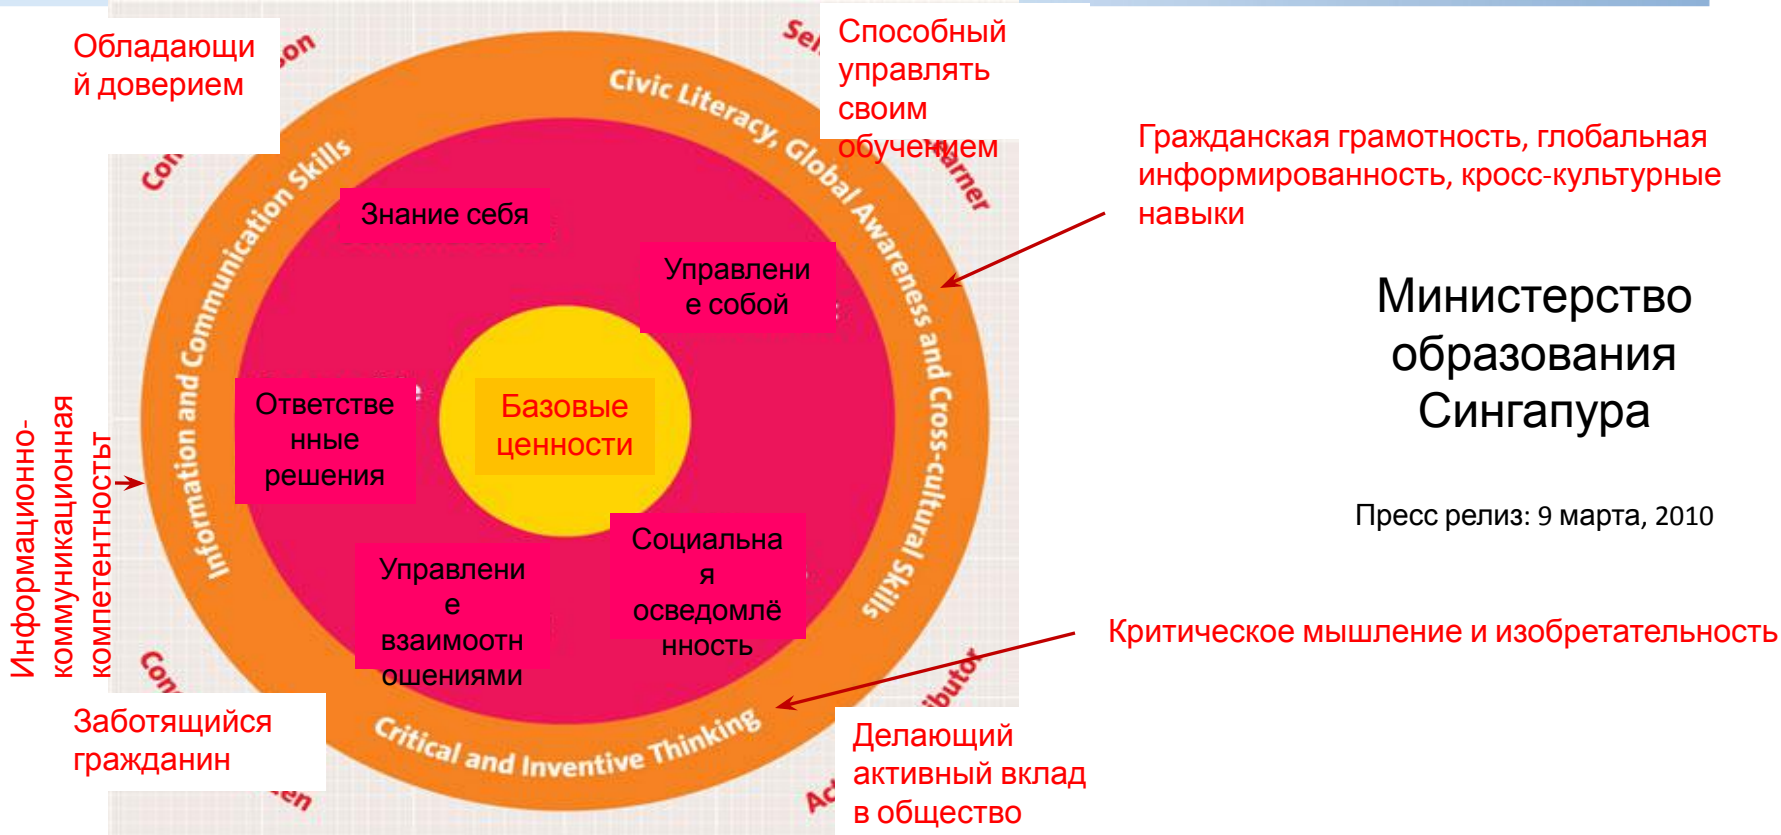 Обладающи
й доверием
Способный
управлять
своим
обучением
Civic Literacy, Global Awareness and Cross-cultural Skills
Гражданская грамотность, глобальная
информированность, кросс-культурные
навыки
Information and Communication Skills
Знание себя
Управлени
е собой
Министерство
образования
Сингапура
Ответстве
нные
решения
Базовые
ценности
Информационно-
коммуникационная
компетентность
Пресс релиз: 9 марта, 2010
Социальна
я
осведомлё
нность
Управлени
е
взаимоотн
ошениями
Критическое мышление и изобретательность
Critical and Inventive Thinking
Заботящийся
гражданин
Делающий
активный вклад
в общество